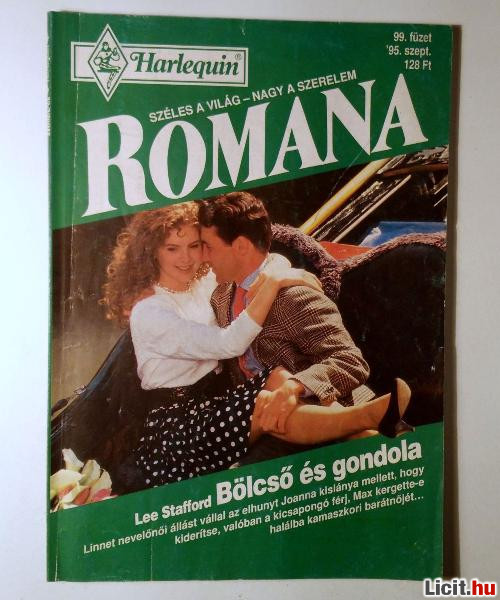 Harlequin®
99. füzet
'95. szept.
128 Ft
SZÉLES A VILÁG – NAGY A SZERELEM
ROMANA
Lee Stafford Bölcső és gondola
Linnet nevelőnői állást vállal az elhunyt Joanna kislánya mellett, hogy
kiderítse, valóban a kicsapongó férj, Max kergette-e
halálba kamaszkori barátnőjét...
Licit.hu